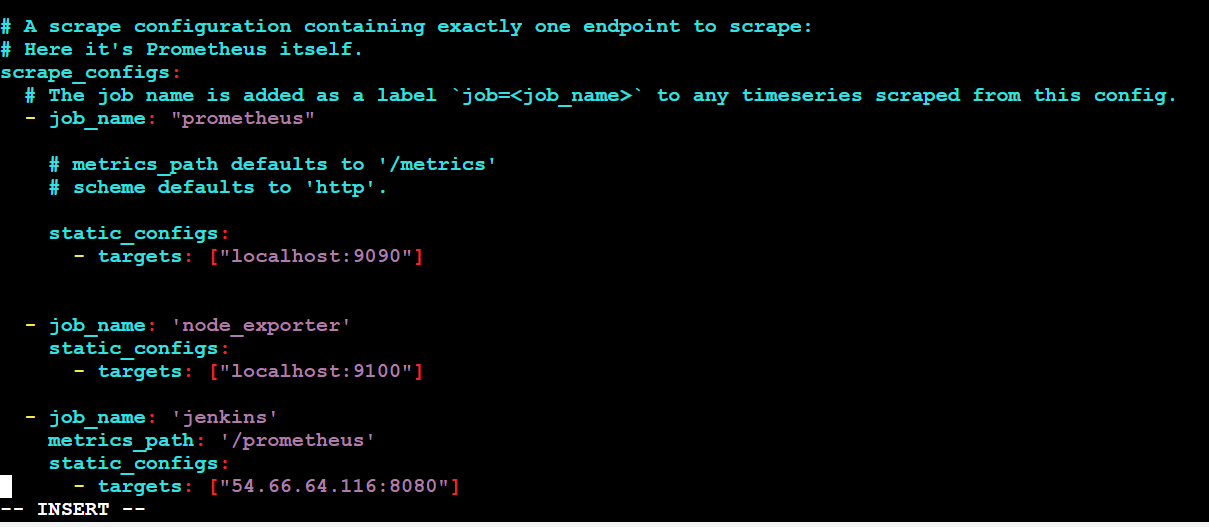 # A scrape configuration containing exactly one endpoint to scrape:
# Here it's Prometheus itself.
scrape_configs:
  # The job name is added as a label `job=<job_name>` to any timeseries scraped from this config.
  - job_name: "prometheus"

    # metrics_path defaults to '/metrics'
    # scheme defaults to 'http'.

    static_configs:
      - targets: ["localhost:9090"]


  - job_name: 'node_exporter'
    static_configs:
      - targets: ["localhost:9100"]

  - job_name: 'jenkins'
    metrics_path: '/prometheus'
    static_configs:
      - targets: ["54.66.64.116:8080"]
-- INSERT --